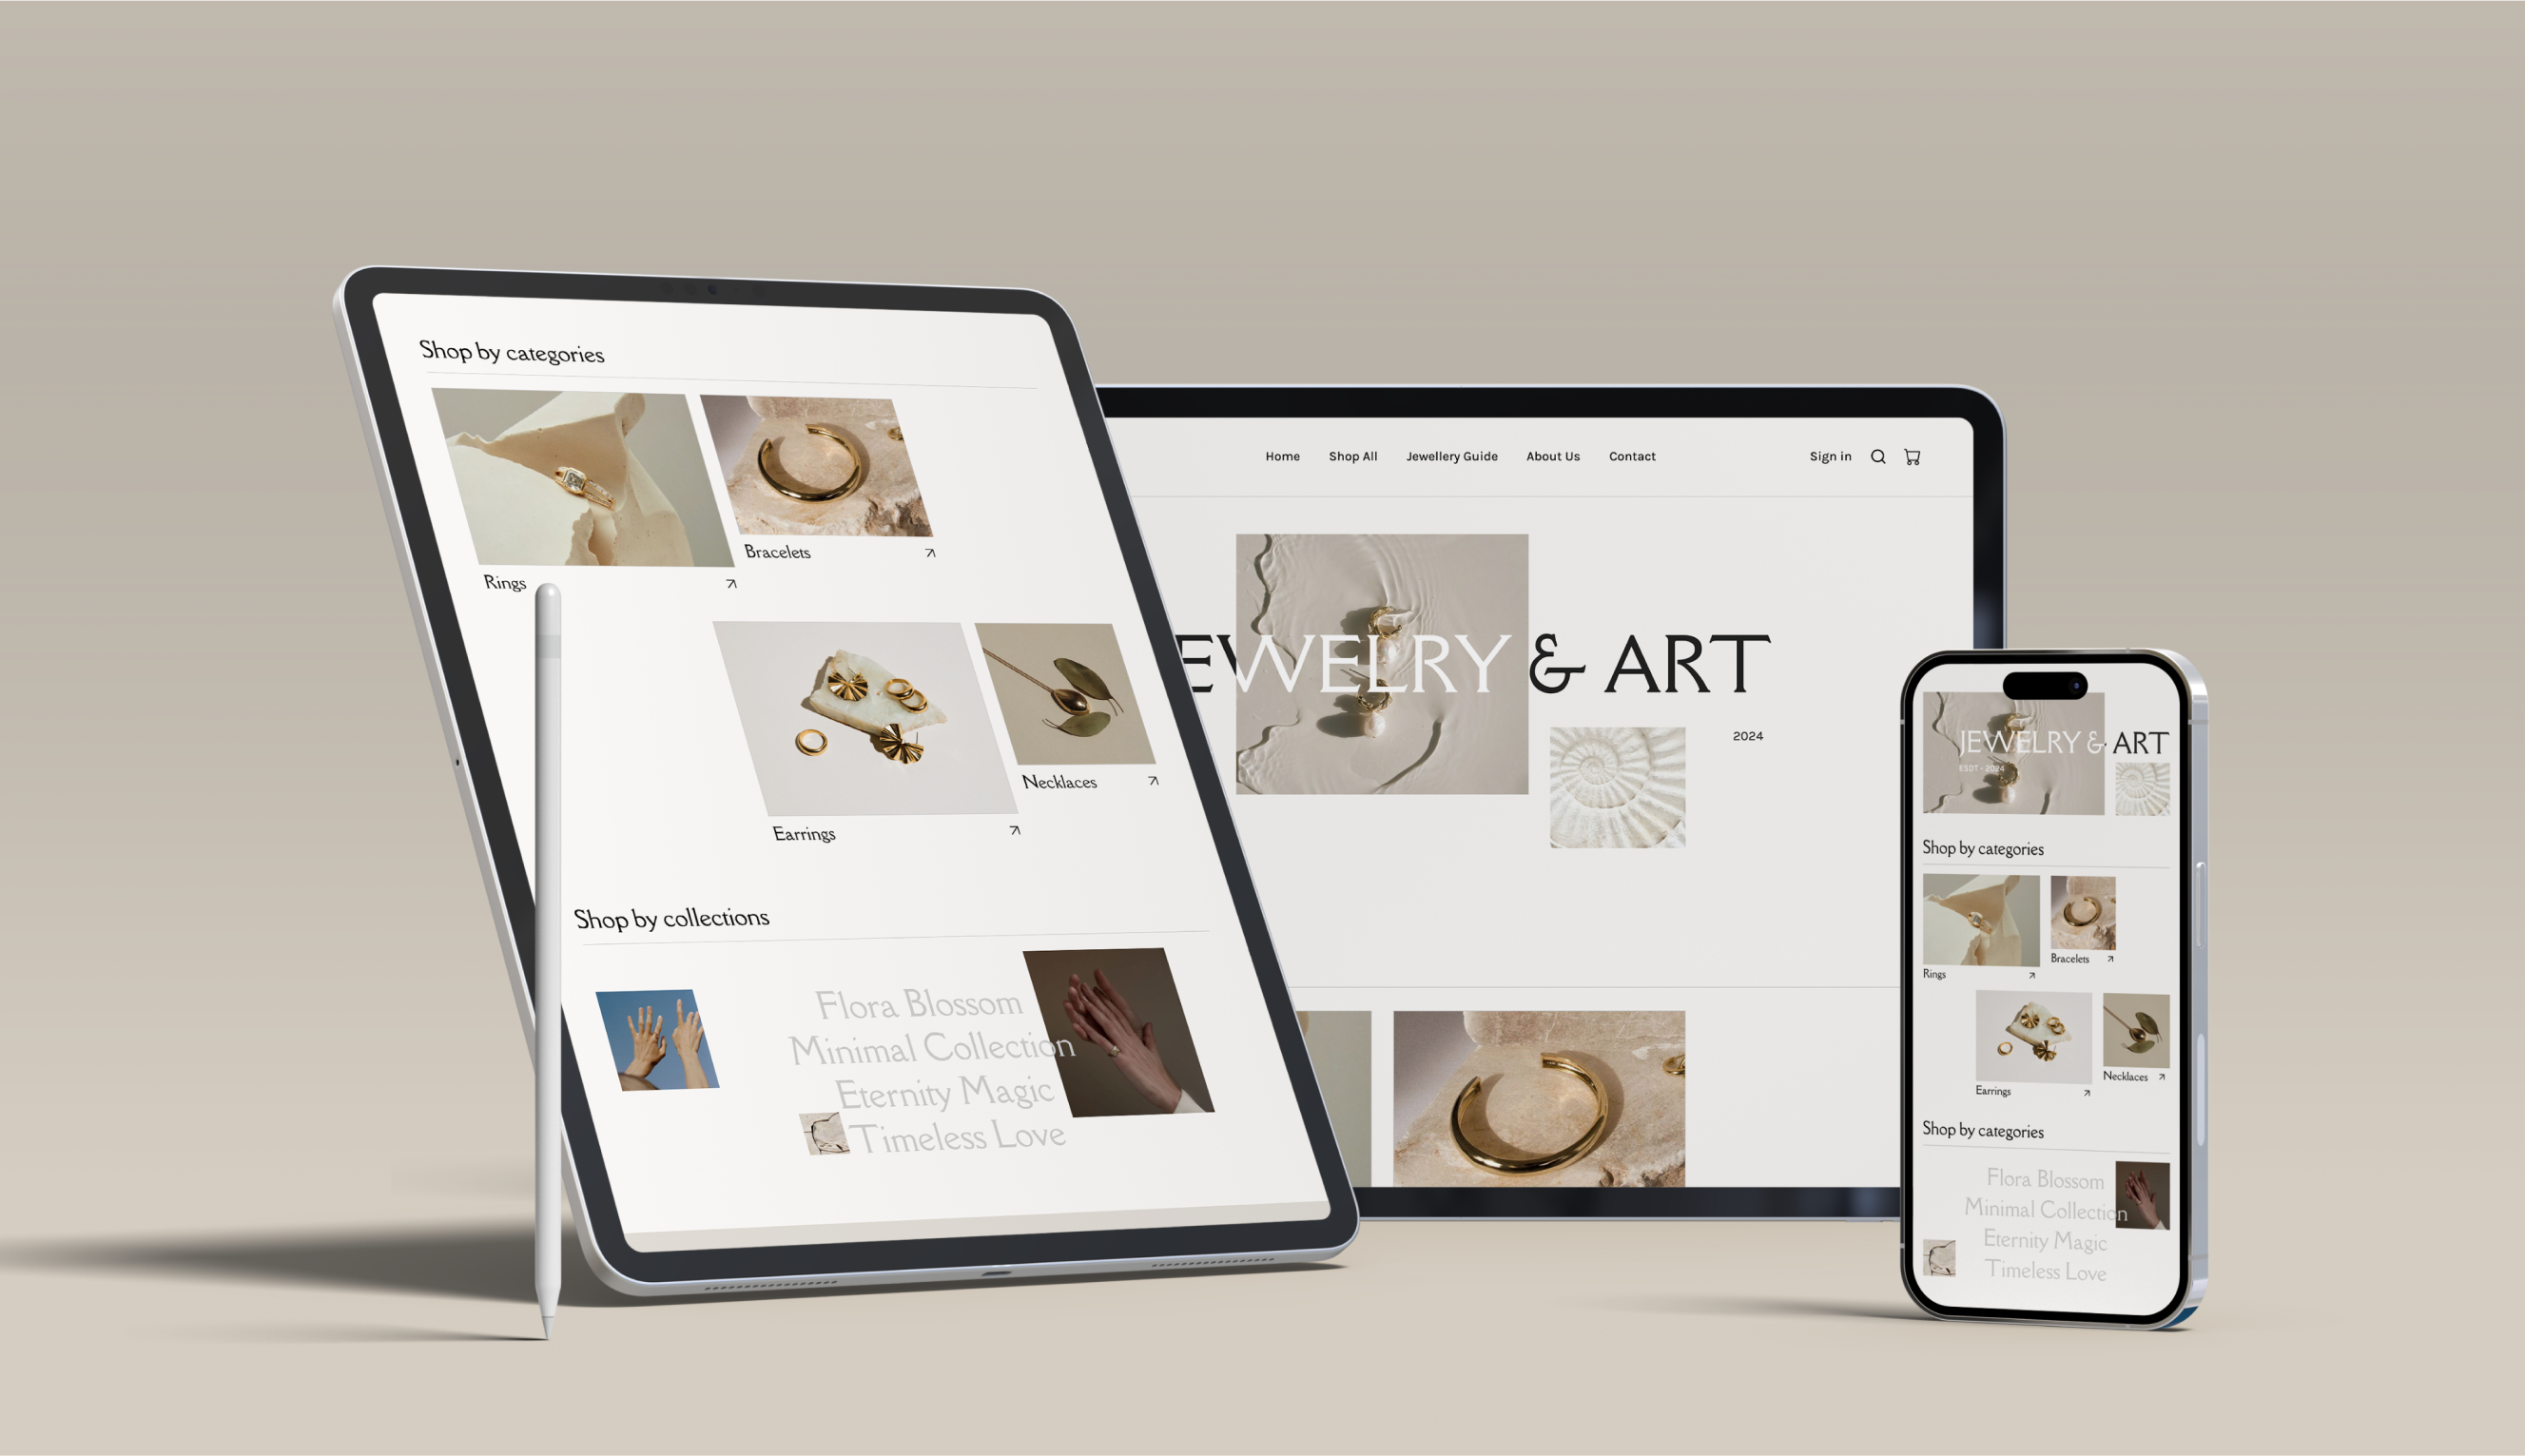 Shop by categories
Rings
Bracelets
Earrings
Necklaces
Shop by collections
Flora Blossom
Minimal Collection
Eternity Magic
Timeless Love
Home Shop All Jewellery Guide About Us Contact Sign in
EWELRY & ART
2024
JEWELRY & ART
ESDT - 2024
Shop by categories
Rings
Bracelets
Earrings
Necklaces
Shop by categories
Flora Blossom
Minimal Collection
Eternity Magic
Timeless Love